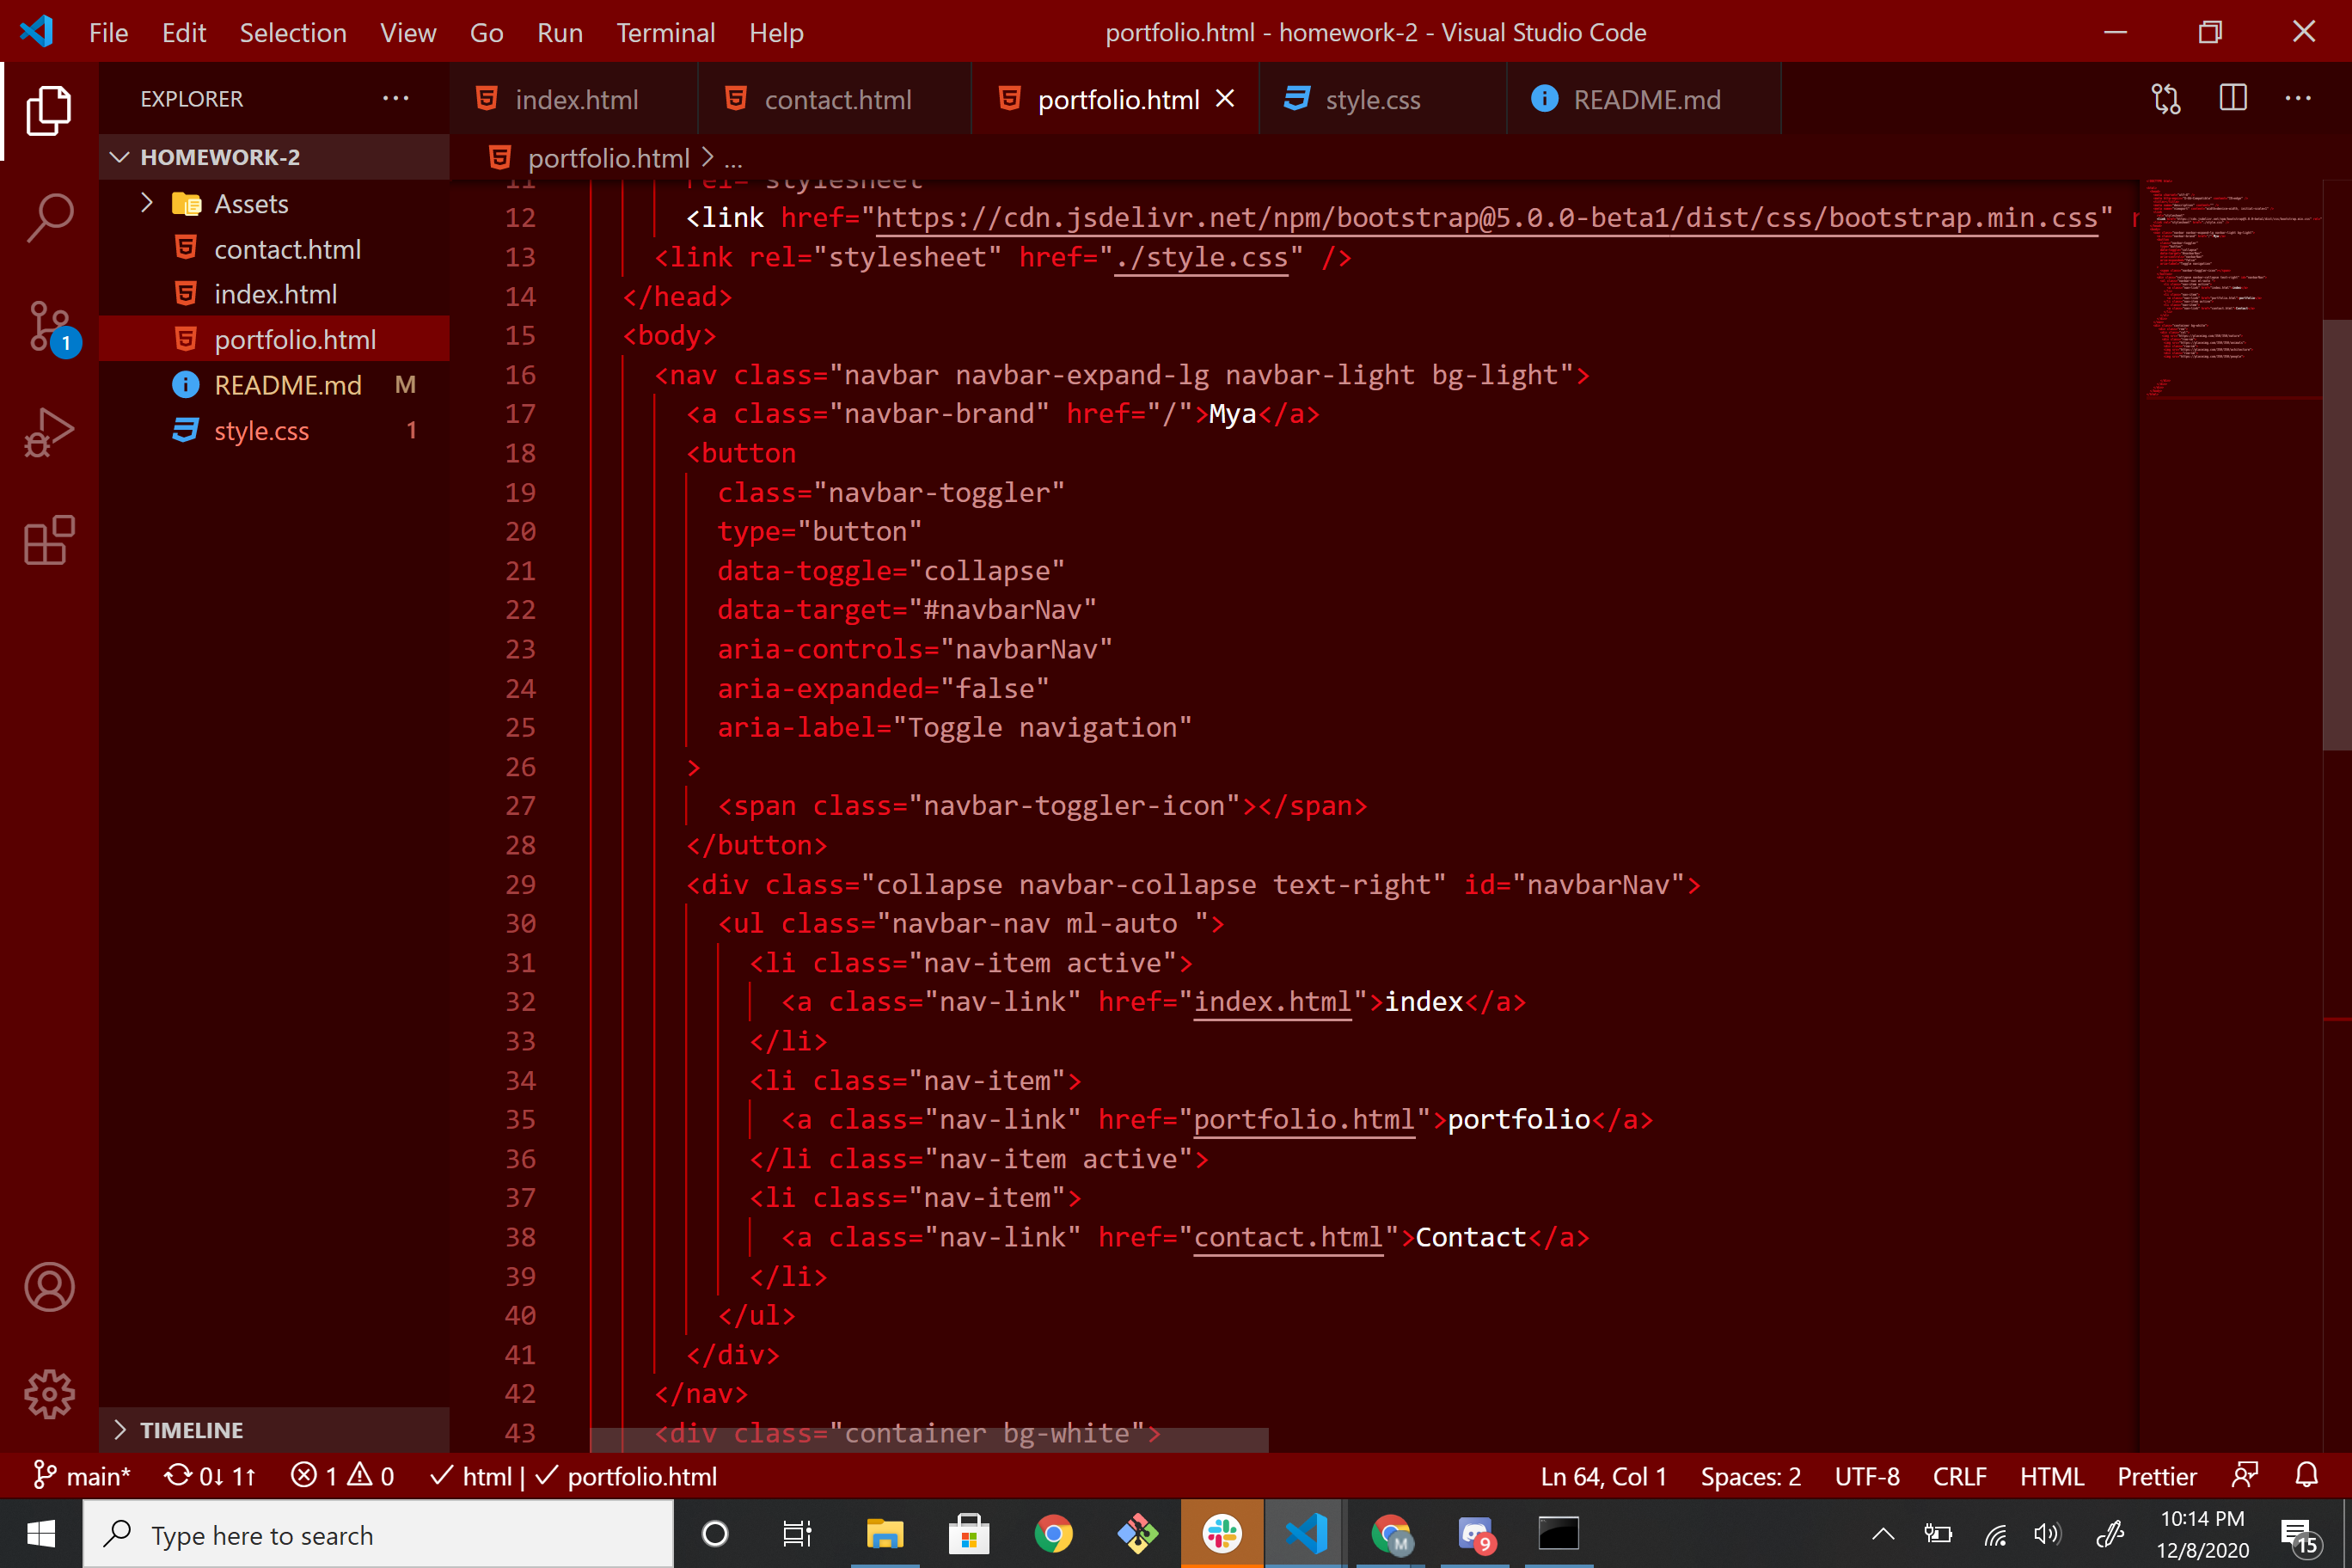 File Edit Selection View Go Run Terminal Help portfolio.html - homework-2 - Visual Studio Code
EXPLORER
index.html contact.html portfolio.html style.css README.md
HOMEWORK-2
portfolio.html > ...
Assets
contact.html
index.html
portfolio.html
README.md M
style.css 1
1
11 rel="stylesheet"
12 <link href="https://cdn.jsdelivr.net/npm/bootstrap@5.0.0-beta1/dist/css/bootstrap.min.css"
13 <link rel="stylesheet" href="./style.css" />
14 </head>
15 <body>
16 <nav class="navbar navbar-expand-lg navbar-light bg-light">
17 <a class="navbar-brand" href="/">Mya</a>
18 <button
19 class="navbar-toggler"
20 type="button"
21 data-toggle="collapse"
22 data-target="#navbarNav"
23 aria-controls="navbarNav"
24 aria-expanded="false"
25 aria-label="Toggle navigation"
26 >
27 <span class="navbar-toggler-icon"></span>
28 </button>
29 <div class="collapse navbar-collapse text-right" id="navbarNav">
30 <ul class="navbar-nav ml-auto ">
31 <li class="nav-item active">
32 <a class="nav-link" href="index.html">index</a>
33 </li>
34 <li class="nav-item">
35 <a class="nav-link" href="portfolio.html">portfolio</a>
36 </li class="nav-item active">
37 <li class="nav-item">
38 <a class="nav-link" href="contact.html">Contact</a>
39 </li>
40 </ul>
41 </div>
42 </nav>
43 <div class="container bg-white">
TIMELINE
main* 0↓ 1↑ 1 0 html | portfolio.html Ln 64, Col 1 Spaces: 2 UTF-8 CRLF HTML Prettier
Type here to search
M
9
10:14 PM
12/8/2020
15